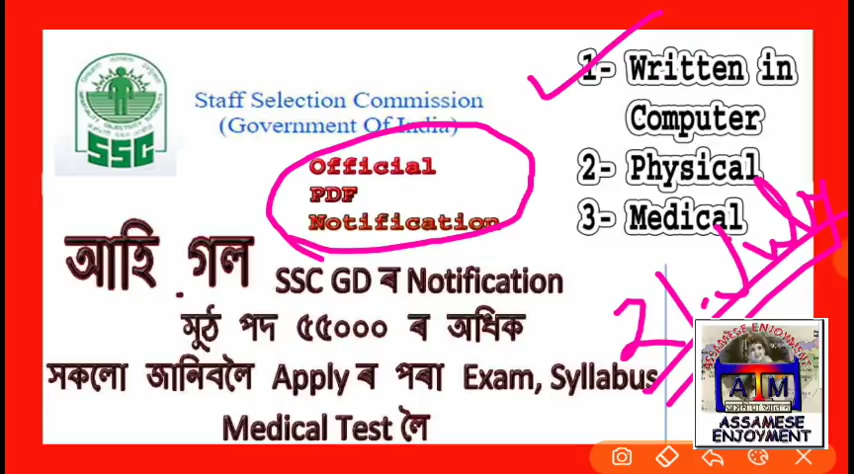 SSC
Staff Selection Commission
(Government Of India)
Official
PDF
Notification
1- Written in
Computer
2- Physical
3- Medical
21 July
আহি গ'ল SSC GD ৰ Notification
মুঠ পদ ৫৫০০০ ৰ অধিক
সকলো জানিবলৈ Apply ৰ পৰা Exam, Syllabus
Medical Test লৈ
ASSAMESE ENJOYMENT
ATM
ASSAMESE
ENJOYMENT